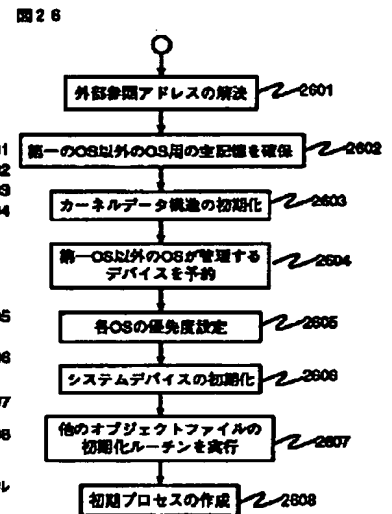 図26
外部参照アドレスの解決
2601
第一のOS以外のOS用の主記憶を確保
2602
カーネルデータ構造の初期化
2603
第一OS以外のOSが管理する
デバイスを予約
2604
各OSの優先度設定
2605
システムデバイスの初期化
2606
他のオブジェクトファイルの
初期化ルーチンを実行
2607
初期プロセスの作成
2608